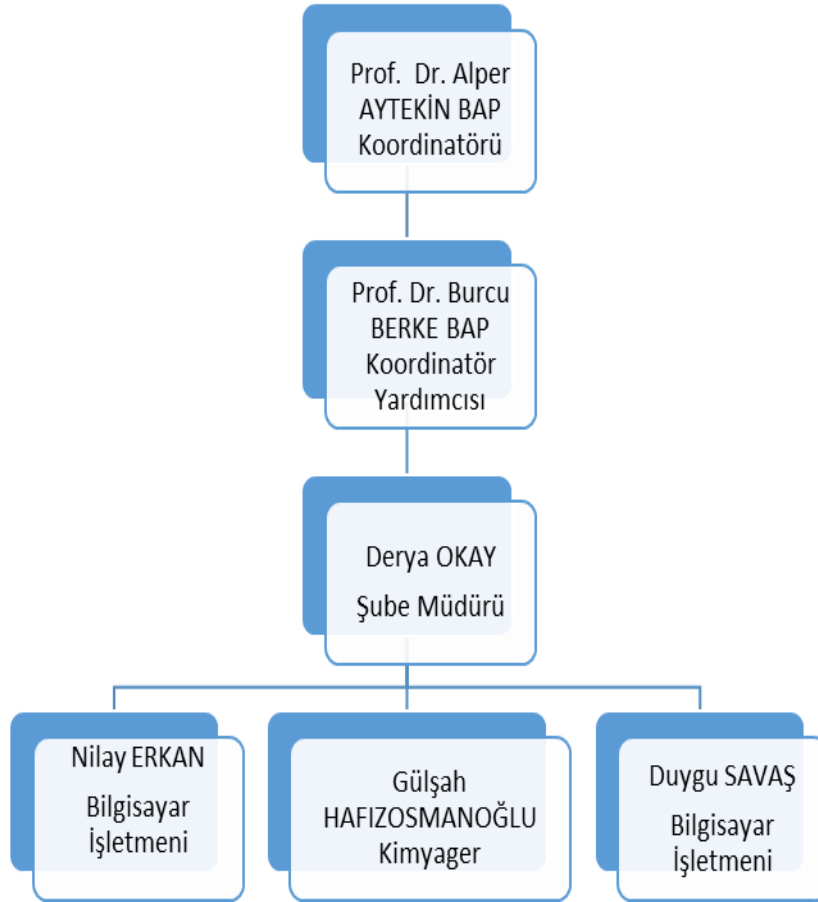 Prof. Dr. Alper
AYTEKİN BAP
Koordinatörü
Prof. Dr. Burcu
BERKE BAP
Koordinatör
Yardımcısı
Derya OKAY
Şube Müdürü
Nilay ERKAN
Bilgisayar
İşletmeni
Gülşah
HAFIZOSMANOĞLU
Kimyager
Duygu SAVAŞ
Bilgisayar
İşletmeni